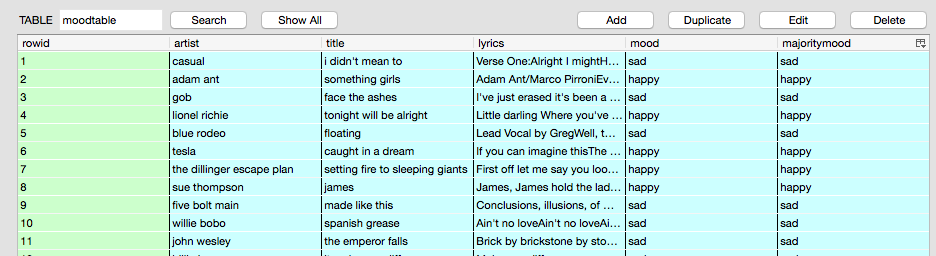 TABLE moodtable Search Show All Add Duplicate Edit Delete
rowid artist title lyrics mood majoritymood
1 casual i didn't mean to Verse One:Alright I mightH... sad sad
2 adam ant something girls Adam Ant/Marco PirroniEv... happy happy
3 gob face the ashes I've just erased it's been a ... sad sad
4 lionel richie tonight will be alright Little darling Where you've ... happy happy
5 blue rodeo floating Lead Vocal by GregWell, t... sad sad
6 tesla caught in a dream If you can imagine thisThe ... happy happy
7 the dillinger escape plan setting fire to sleeping giants First off let me say you loo... happy happy
8 sue thompson james James, James hold the lad... happy happy
9 five bolt main made like this Conclusions, illusions, of ... sad sad
10 willie bobo spanish grease Ain't no loveAin't no loveAi... sad sad
11 john wesley the emperor falls Brick by brickstone by sto... sad sad